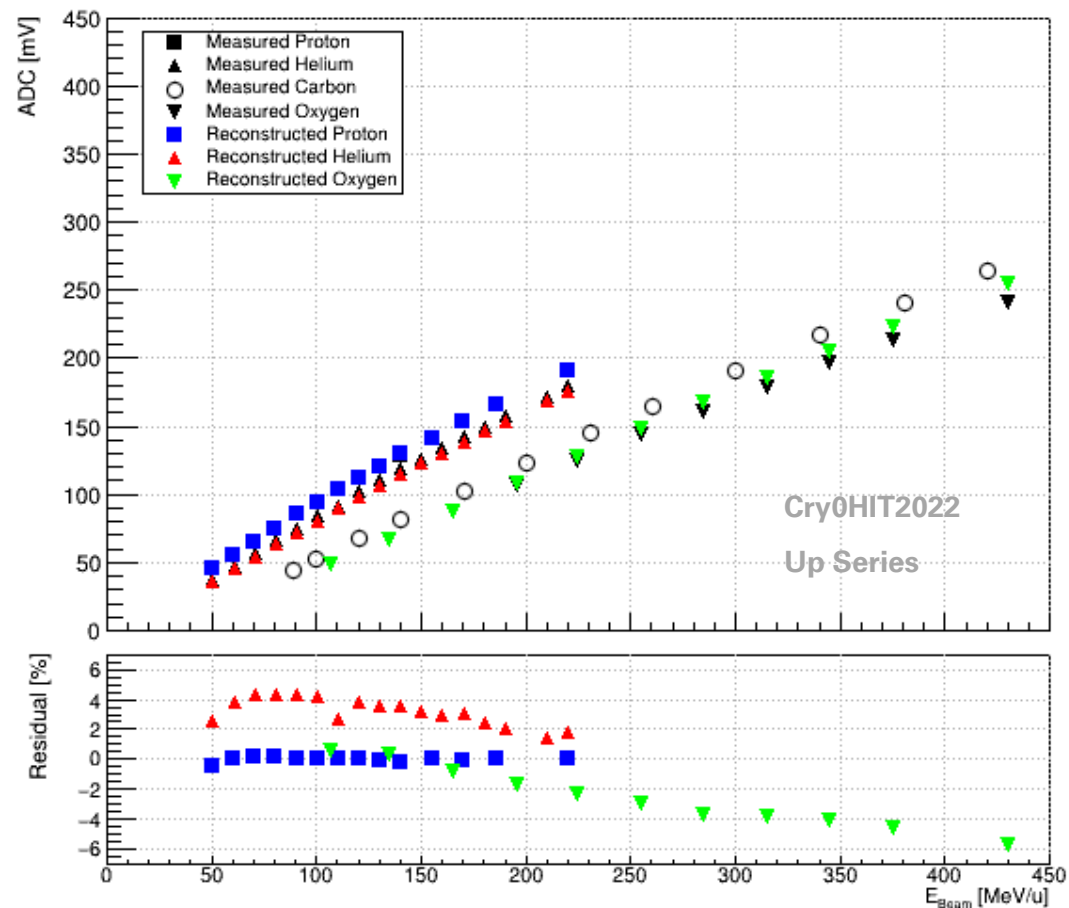 ADC [mV]
450
400
350
300
250
200
150
100
50
0
Measured Proton
Measured Helium
Measured Carbon
Measured Oxygen
Reconstructed Proton
Reconstructed Helium
Reconstructed Oxygen
Cry0HIT2022
Up Series
Residual [%]
6
4
2
0
−2
−4
−6
0 50 100 150 200 250 300 350 400 450
E_Beam [MeV/u]